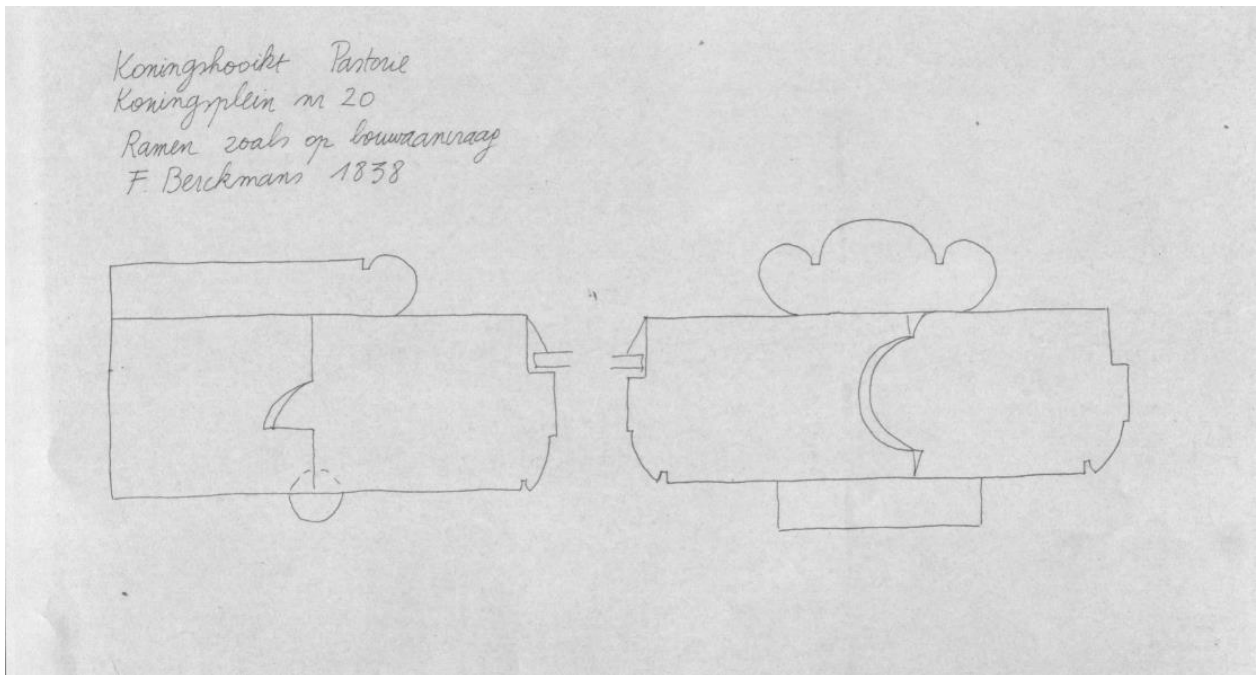 Koningshooikt Pastorie
Koningsplein nr 20
Ramen zoals op bouwaanvraag
F. Berckmans 1838